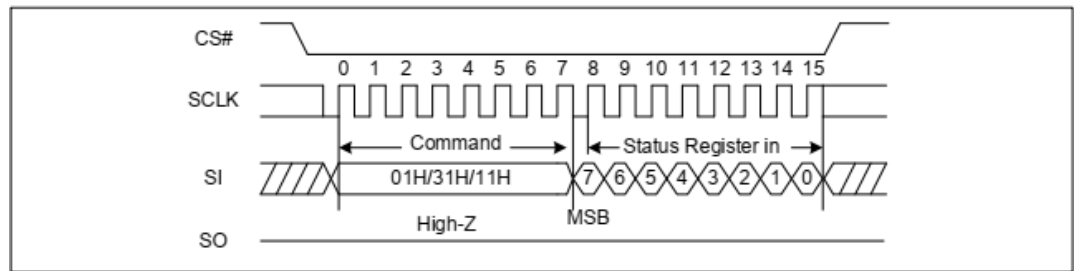 CS#
0 1 2 3 4 5 6 7 8 9 10 11 12 13 14 15
SCLK
Command Status Register in
SI 01H/31H/11H 7 6 5 4 3 2 1 0
High-Z MSB
SO